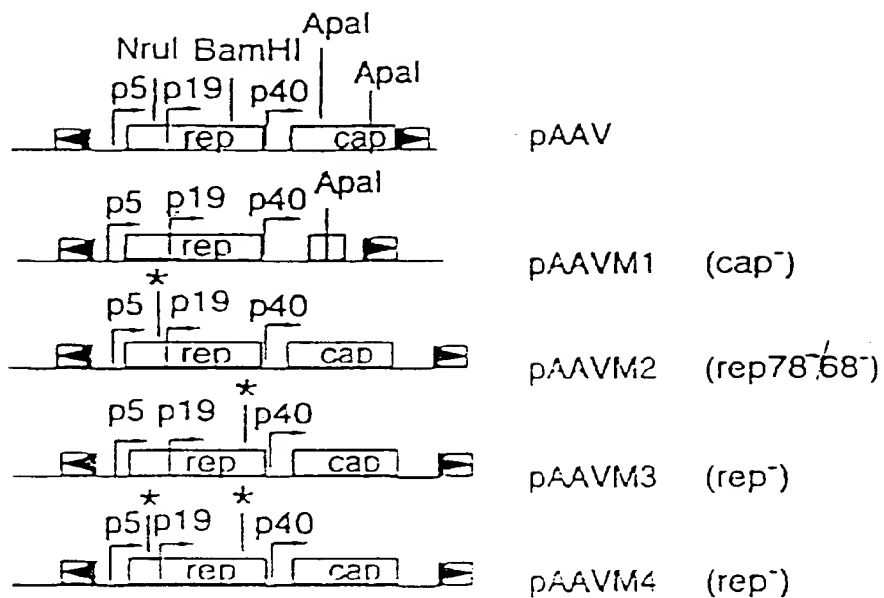 ApaI
NruI BamHI
p5 p19 p40 ApaI
rep cap pAAV
p5 p19 p40 ApaI
rep pAAVM1 (cap⁻)
*
p5 p19 p40
rep cap pAAVM2 (rep78⁻/68⁻)
*
p5 p19 p40
rep cap pAAVM3 (rep⁻)
* *
p5 p19 p40
rep cap pAAVM4 (rep⁻)